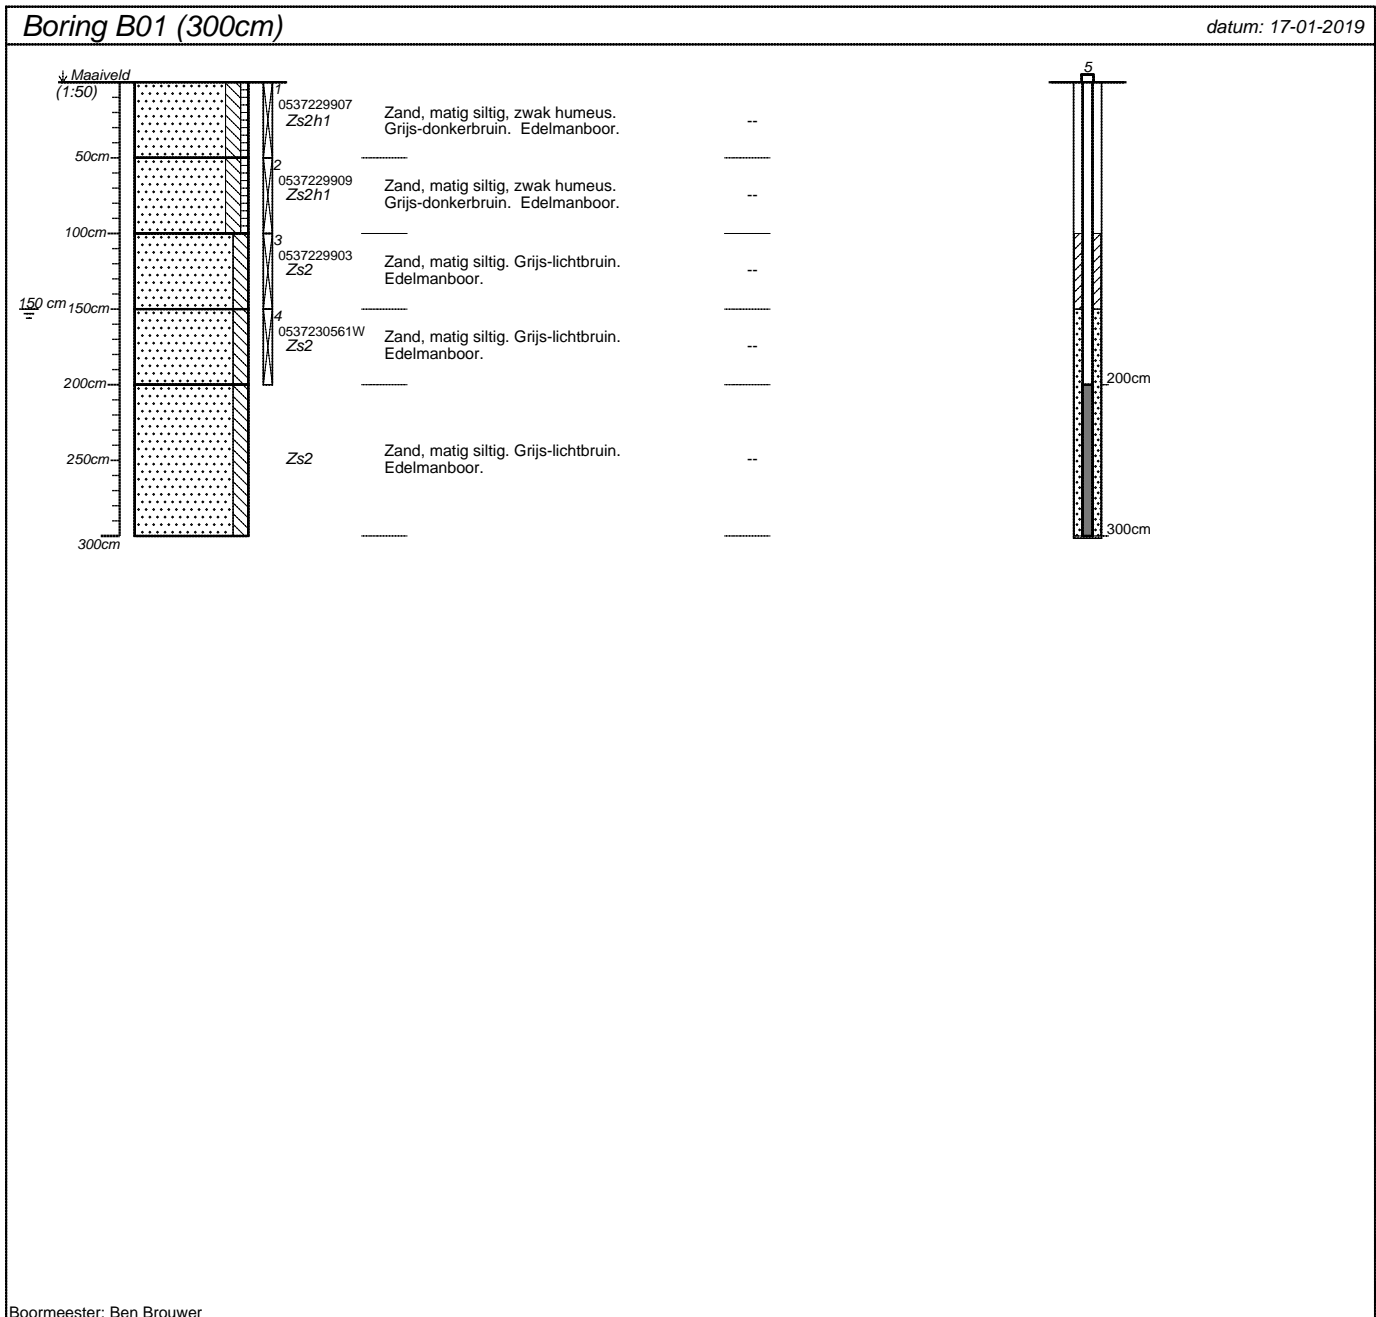 Boring B01 (300cm)
datum: 17-01-2019
Maaiveld
(1:50)
5
1
0537229907
Zs2h1
Zand, matig siltig, zwak humeus.
Grijs-donkerbruin. Edelmanboor.
--
50cm
2
0537229909
Zs2h1
Zand, matig siltig, zwak humeus.
Grijs-donkerbruin. Edelmanboor.
--
100cm
3
0537229903
Zs2
Zand, matig siltig. Grijs-lichtbruin.
Edelmanboor.
--
150 cm
150cm
4
0537230561W
Zs2
Zand, matig siltig. Grijs-lichtbruin.
Edelmanboor.
--
200cm
200cm
250cm
Zs2
Zand, matig siltig. Grijs-lichtbruin.
Edelmanboor.
--
300cm
300cm
Boormeester: Ben Brouwer